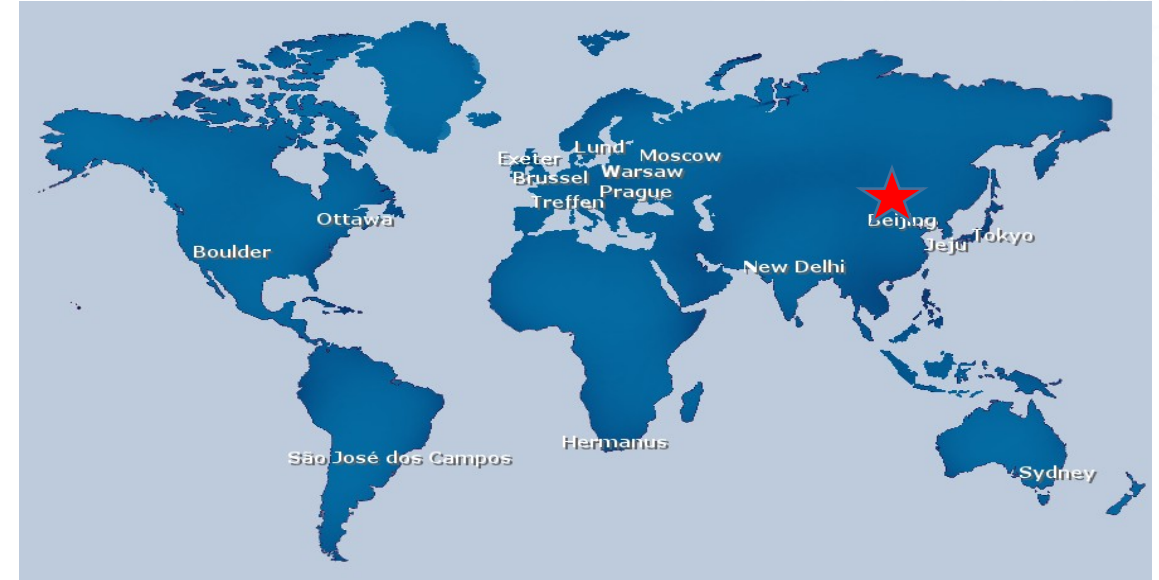 Lund
Exeter
Moscow
Brussel
Warsaw
Prague
Treffen
Ottawa
Beijing
Boulder
Jeju
Tokyo
New Delhi
Hermanus
São José dos Campos
Sydney